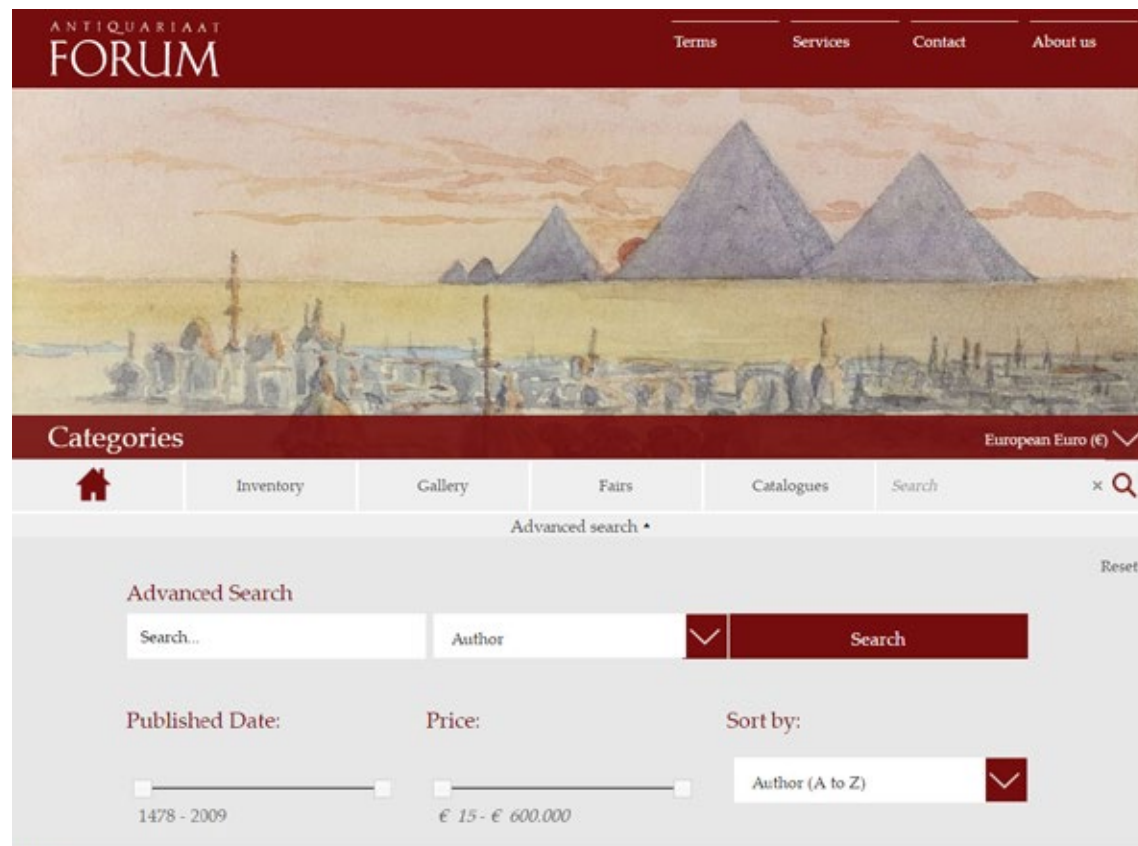 ANTIQUARIAAT
FORUM
Terms Services Contact About us
Categories
European Euro (€)
Inventory Gallery Fairs Catalogues Search ×
Advanced search
Reset
Advanced Search
Search... Author Search
Published Date: Price: Sort by:
Author (A to Z)
1478 - 2009 € 15 - € 600.000